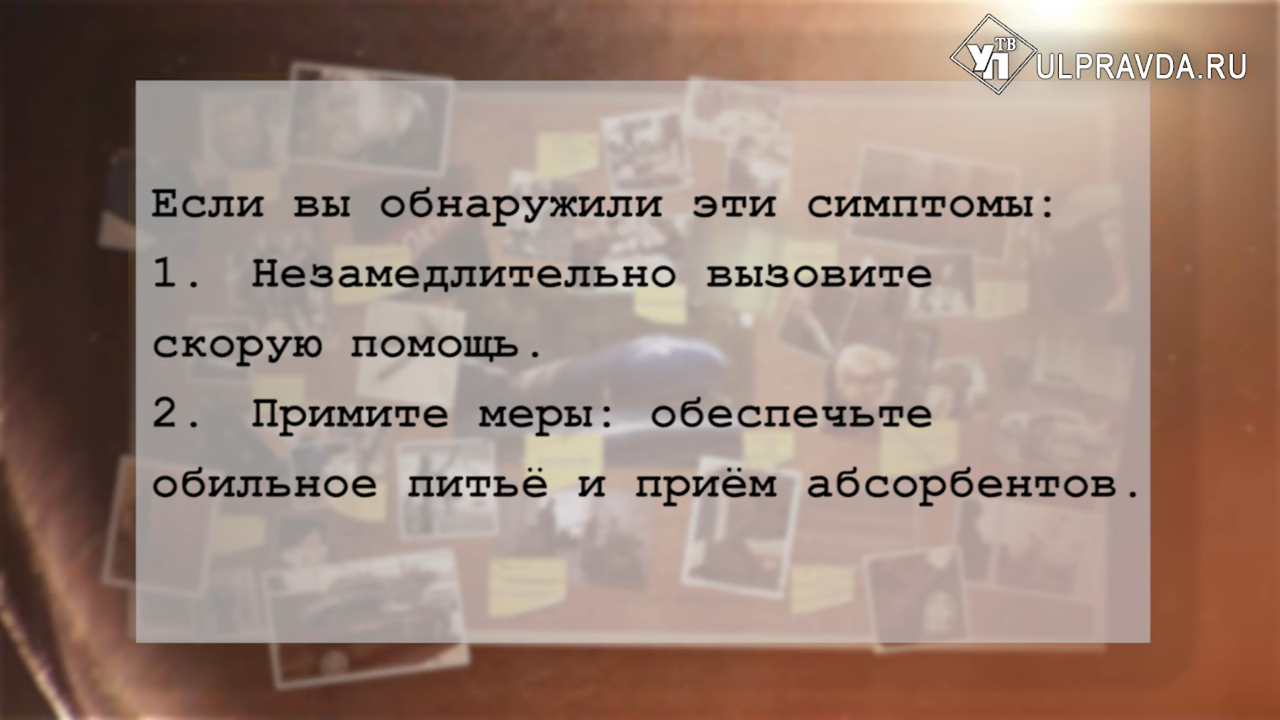 УП ТВ ULPRAVDA.RU
Если вы обнаружили эти симптомы:
1. Незамедлительно вызовите
скорую помощь.
2. Примите меры: обеспечьте
обильное питьё и приём абсорбентов.